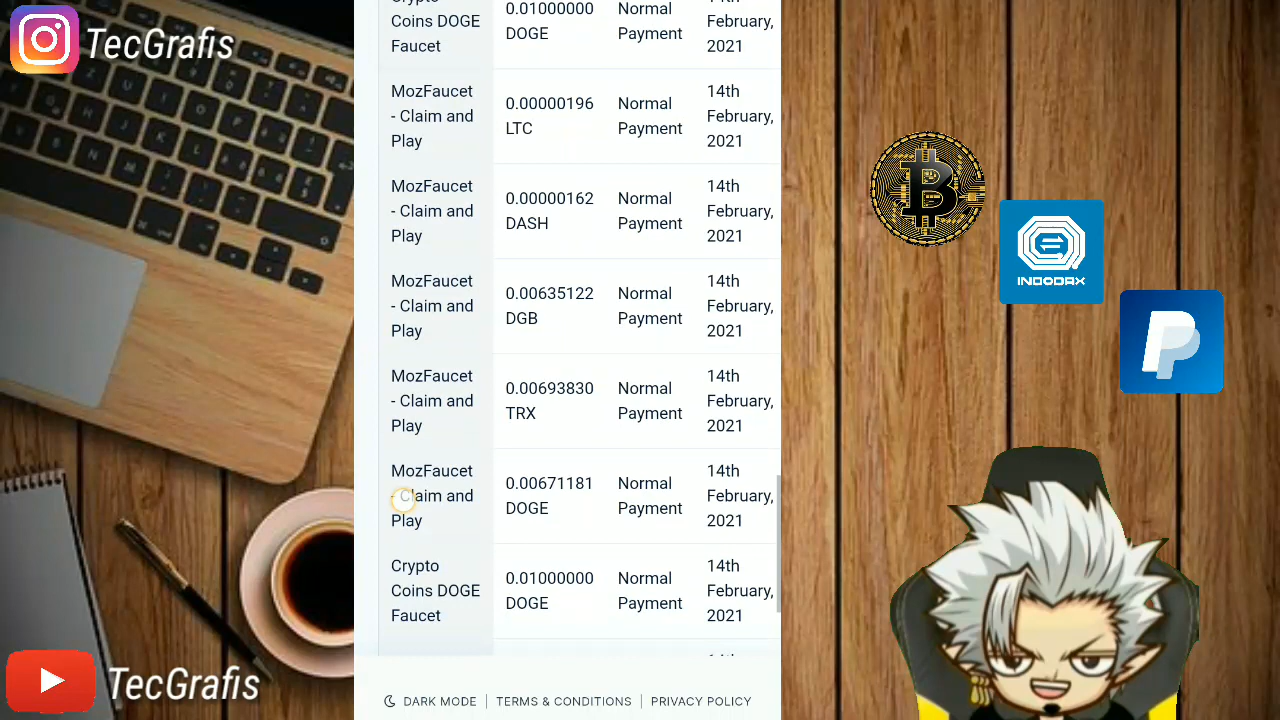 TecGrafis
Coins DOGE
Faucet
0.01000000
DOGE
Normal
Payment
February,
2021
MozFaucet
- Claim and
Play
0.00000196
LTC
Normal
Payment
14th
February,
2021
MozFaucet
- Claim and
Play
0.00000162
DASH
Normal
Payment
14th
February,
2021
MozFaucet
- Claim and
Play
0.00635122
DGB
Normal
Payment
14th
February,
2021
MozFaucet
- Claim and
Play
0.00693830
TRX
Normal
Payment
14th
February,
2021
MozFaucet
- Claim and
Play
0.00671181
DOGE
Normal
Payment
14th
February,
2021
Crypto
Coins DOGE
Faucet
0.01000000
DOGE
Normal
Payment
14th
February,
2021
DARK MODE | TERMS & CONDITIONS | PRIVACY POLICY
INDODAX
TecGrafis